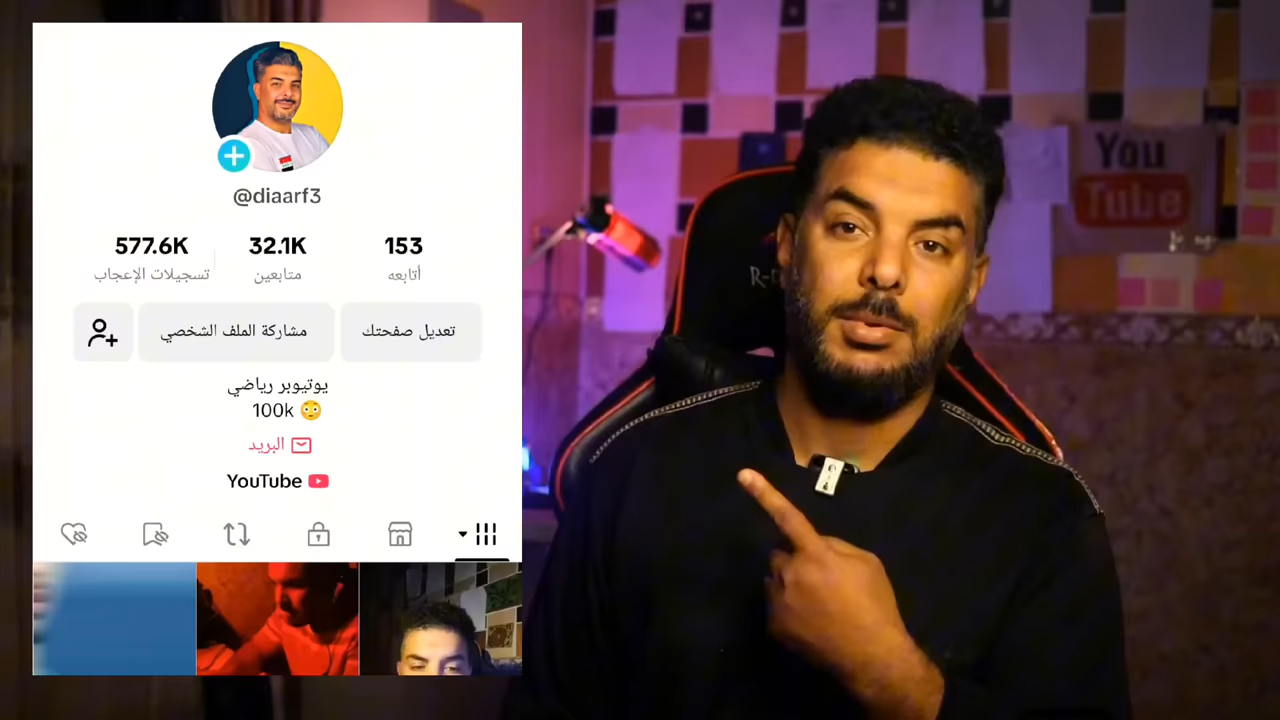 @diaarf3
577.6K 32.1K 153
تسجيلات الإعجاب متابعين أتابعه
مشاركة الملف الشخصي تعديل صفحتك
يوتيوبر رياضي
100k 😳
البريد
YouTube
You
Tube